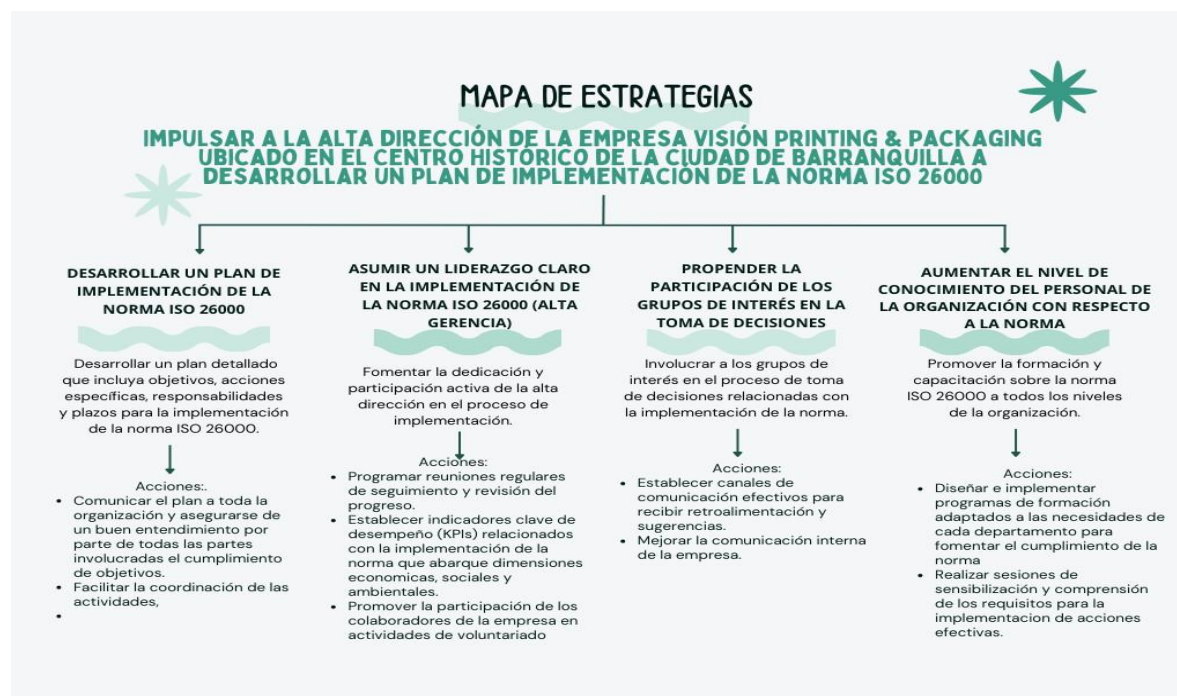 MAPA DE ESTRATEGIAS
IMPULSAR A LA ALTA DIRECCIÓN DE LA EMPRESA VISIÓN PRINTING & PACKAGING
UBICADO EN EL CENTRO HISTÓRICO DE LA CIUDAD DE BARRANQUILLA A
DESARROLLAR UN PLAN DE IMPLEMENTACIÓN DE LA NORMA ISO 26000
DESARROLLAR UN PLAN DE
IMPLEMENTACIÓN DE LA
NORMA ISO 26000
Desarrollar un plan detallado
que incluya objetivos, acciones
específicas, responsabilidades
y plazos para la implementación
de la norma ISO 26000.
Acciones:.
• Comunicar el plan a toda la
organización y asegurarse de
un buen entendimiento por
parte de todas las partes
involucradas el cumplimiento
de objetivos.
• Facilitar la coordinación de las
actividades,
•
ASUMIR UN LIDERAZGO CLARO
EN LA IMPLEMENTACIÓN DE
LA NORMA ISO 26000 (ALTA
GERENCIA)
Fomentar la dedicación y
participación activa de la alta
dirección en el proceso de
implementación.
Acciones:
• Programar reuniones regulares
de seguimiento y revisión del
progreso.
• Establecer indicadores clave de
desempeño (KPIs) relacionados
con la implementación de la
norma que abarque dimensiones
economicas, sociales y
ambientales.
• Promover la participación de los
colaboradores de la empresa en
actividades de voluntariado
PROPENDER LA
PARTICIPACIÓN DE LOS
GRUPOS DE INTERÉS EN LA
TOMA DE DECISIONES
Involucrar a los grupos de
interés en el proceso de toma
de decisiones relacionadas con
la implementación de la norma.
Acciones:
• Establecer canales de
comunicación efectivos para
recibir retroalimentación y
sugerencias.
• Mejorar la comunicación interna
de la empresa.
AUMENTAR EL NIVEL DE
CONOCIMIENTO DEL PERSONAL DE
LA ORGANIZACIÓN CON RESPECTO
A LA NORMA
Promover la formación y
capacitación sobre la norma
ISO 26000 a todos los niveles
de la organización.
Acciones:
• Diseñar e implementar
programas de formación
adaptados a las necesidades de
cada departamento para
fomentar el cumplimiento de la
norma
• Realizar sesiones de
sensibilización y comprensión
de los requisitos para la
implementacion de acciones
efectivas.